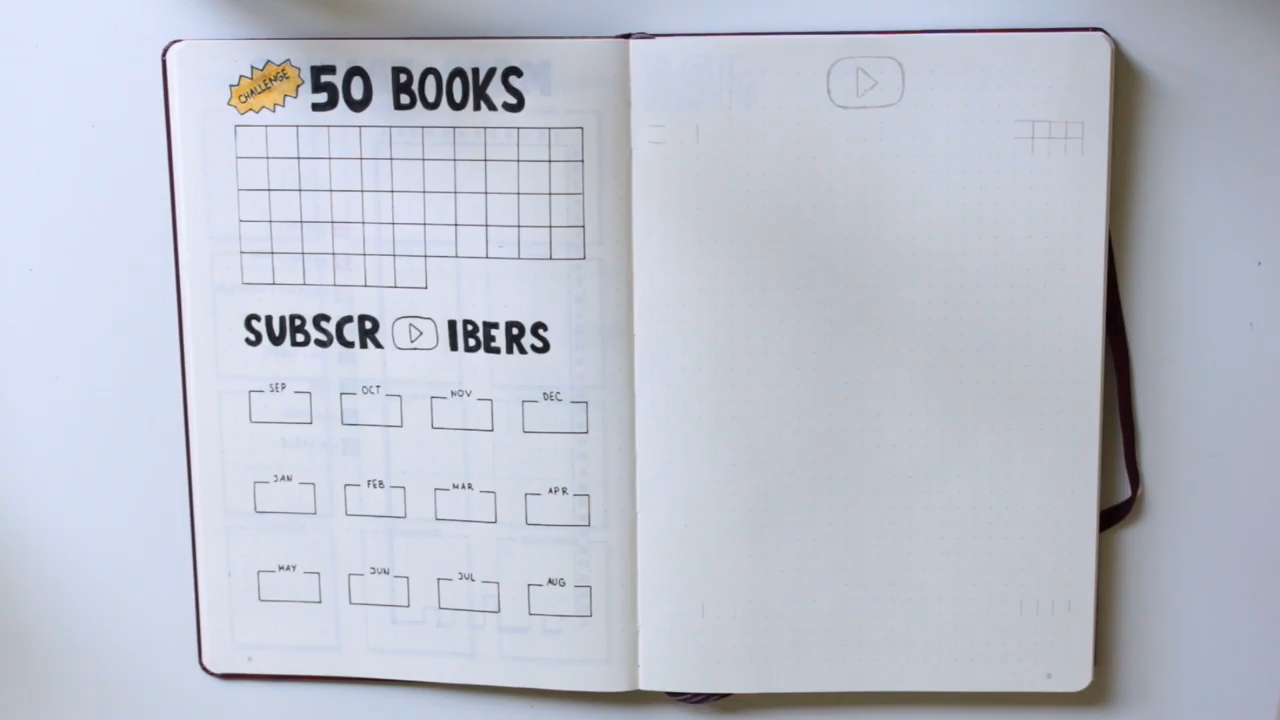 CHALLENGE 50 BOOKS
SUBSCR IBERS
SEP OCT NOV DEC
JAN FEB MAR APR
MAY JUN JUL AUG